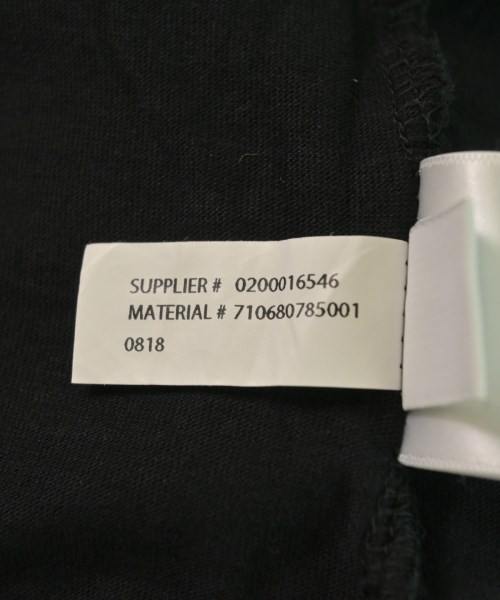 SUPPLIER # 0200016546
MATERIAL # 710680785001
0818